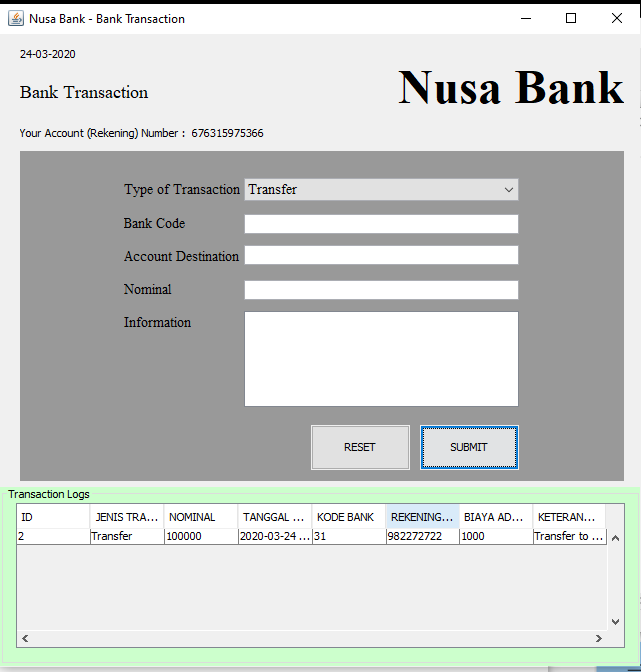 Nusa Bank - Bank Transaction
24-03-2020
Nusa Bank
Bank Transaction
Your Account (Rekening) Number : 676315975366
Type of Transaction Transfer
Bank Code
Account Destination
Nominal
Information
RESET SUBMIT
Transaction Logs
ID JENIS TRA... NOMINAL TANGGAL ... KODE BANK REKENING... BIAYA AD... KETERAN...
2 Transfer 100000 2020-03-24 ... 31 982272722 1000 Transfer to ...